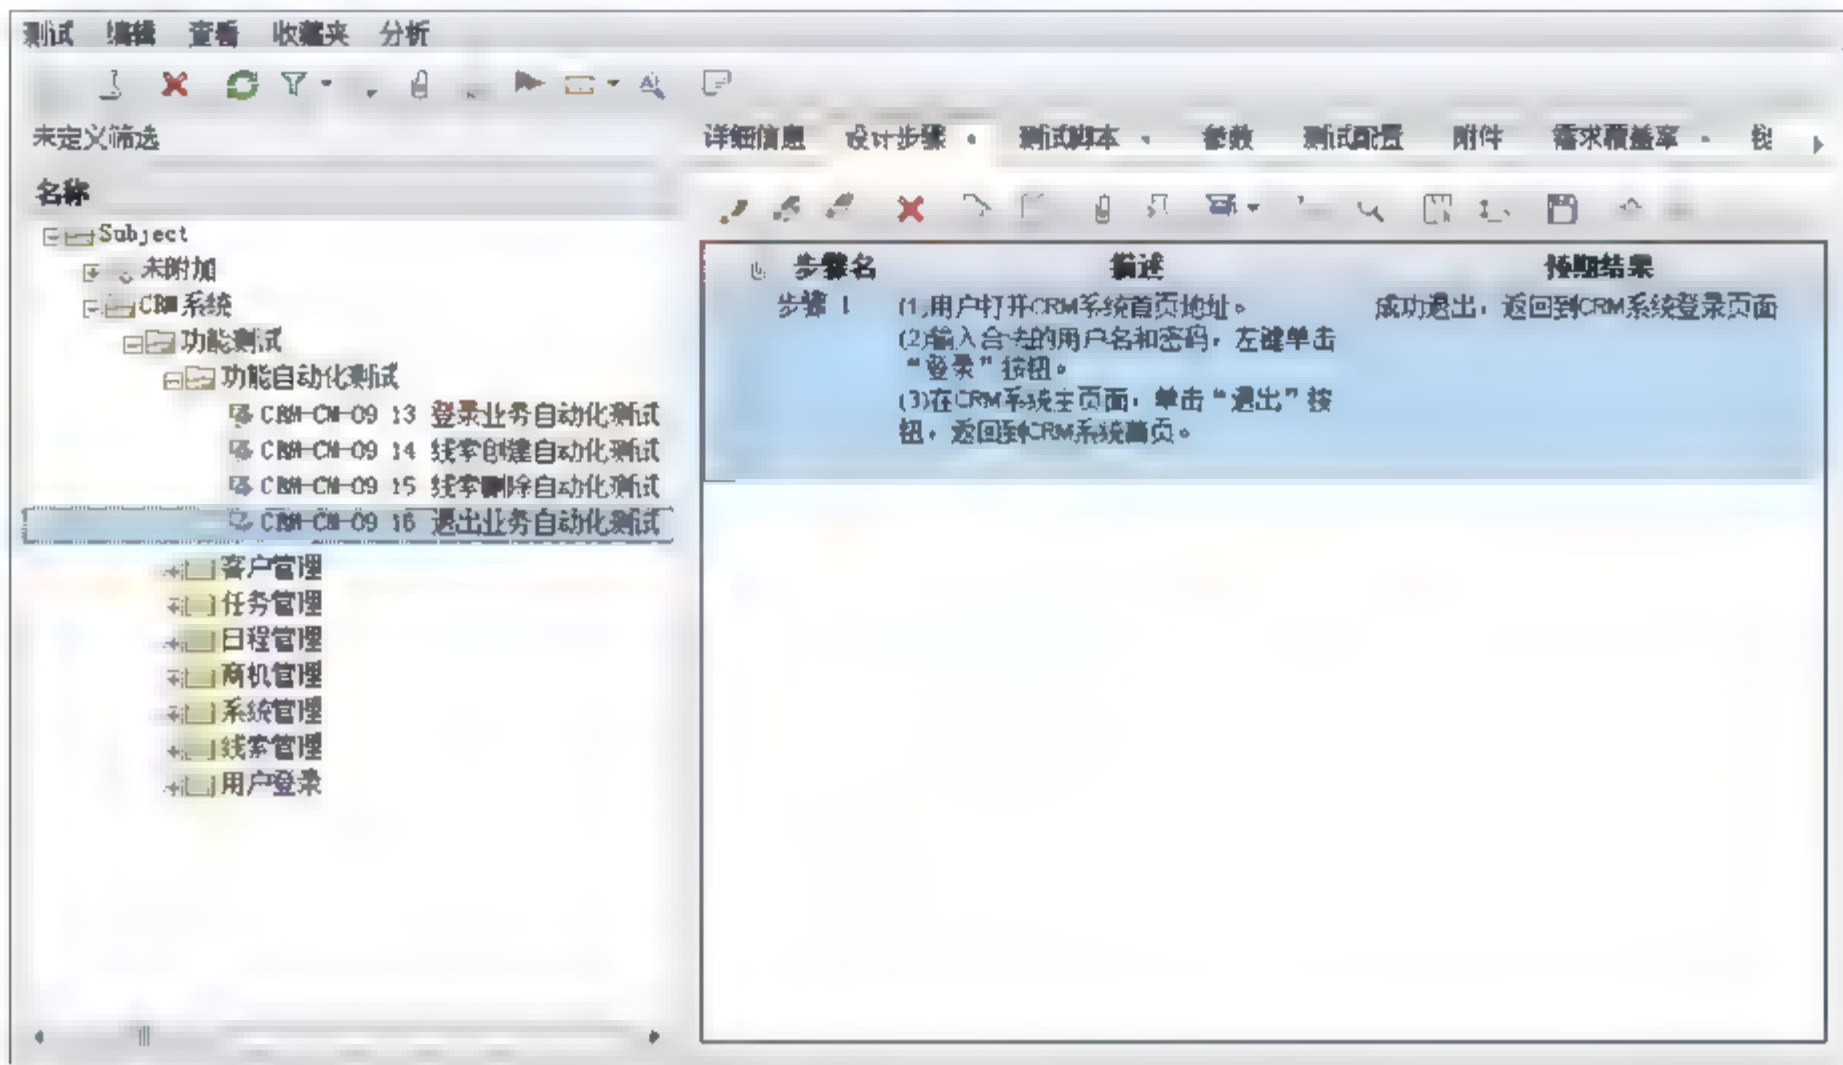 测试 编辑 查看 收藏夹 分析
未定义筛选
详细信息 设计步骤 测试脚本 参数 测试配置 附件 需求覆盖率
名称
Subject
未附加
CRM系统
功能测试
功能自动化测试
CRM-CM-09 13 登录业务自动化测试
CRM-CM-09 14 线索创建自动化测试
CRM-CM-09 15 线索删除自动化测试
CRM-CM-09 16 退出业务自动化测试
客户管理
任务管理
日程管理
商机管理
系统管理
线索管理
用户登录
步骤名 描述 预期结果
步骤 1 (1)用户打开CRM系统首页地址。 成功退出，返回到CRM系统登录页面
(2)输入合法的用户名和密码，左键单击
“登录”按钮。
(3)在CRM系统主页面，单击“退出”按
钮，返回到CRM系统首页。